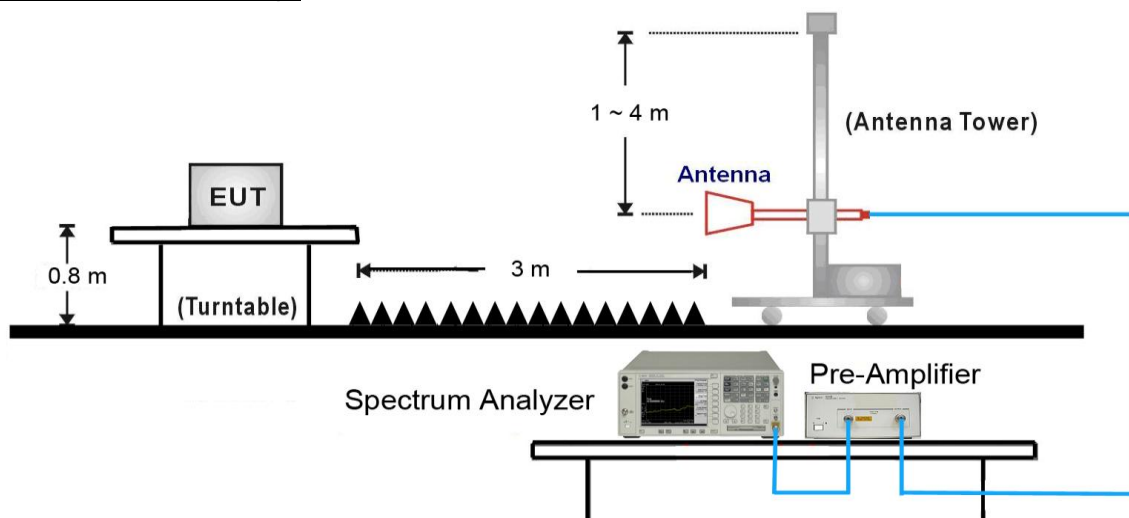 1 ~ 4 m
(Antenna Tower)
Antenna
EUT
0.8 m
3 m
(Turntable)
Spectrum Analyzer
Pre-Amplifier